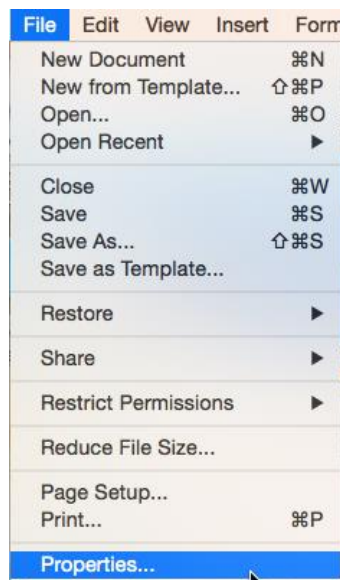 File Edit View Insert Form
New Document ⌘N
New from Template... ⇧⌘P
Open... ⌘O
Open Recent ▶
Close ⌘W
Save ⌘S
Save As... ⇧⌘S
Save as Template...
Restore ▶
Share ▶
Restrict Permissions ▶
Reduce File Size...
Page Setup...
Print... ⌘P
Properties...